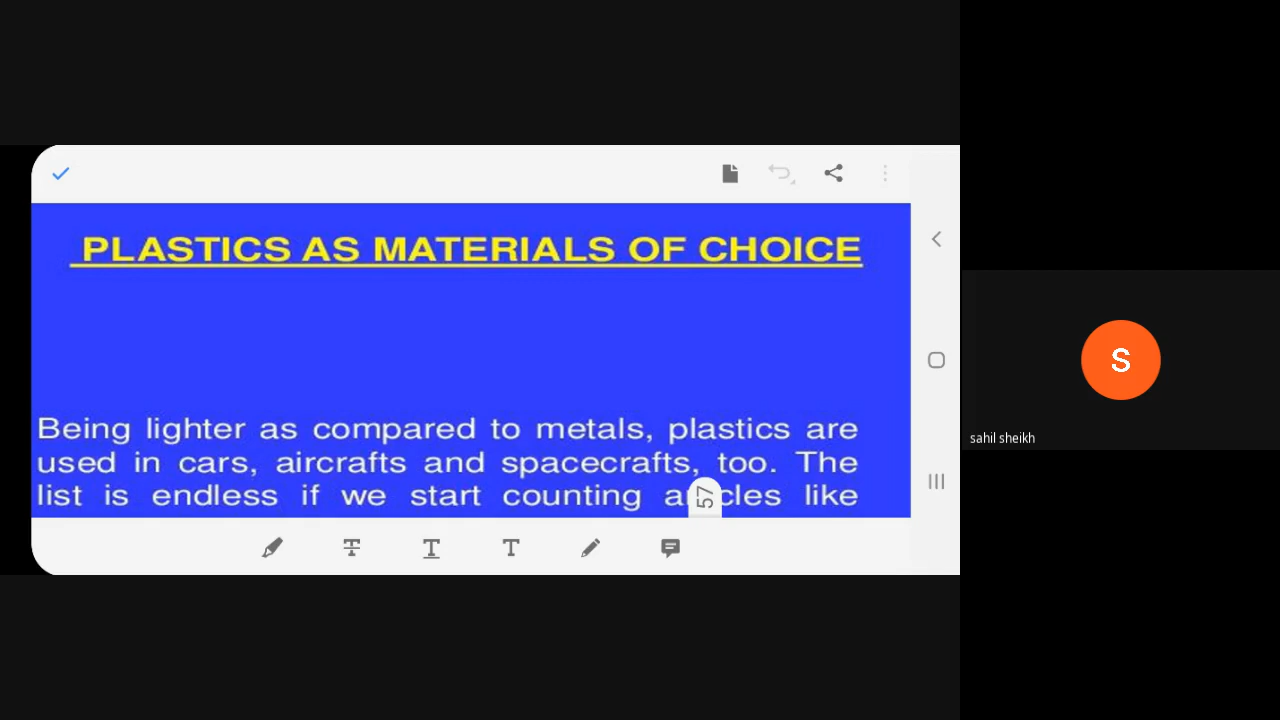 PLASTICS AS MATERIALS OF CHOICE
Being lighter as compared to metals, plastics are
used in cars, aircrafts and spacecrafts, too. The
list is endless if we start counting like
57
T T T
S
sahil sheikh